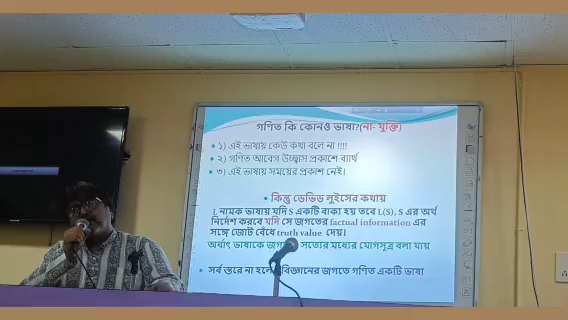 গণিত কি কোনও ভাষা?(না- যুক্তি)
১) এই ভাষায় কেউ কথা বলে না !!!!
২) গণিত আবেগ উচ্ছ্বাস প্রকাশে ব্যর্থ
৩) এই ভাষায় সময়ের প্রকাশ নেই।
কিন্তু ডেভিড লুইসের কথায়
L নামক ভাষায় যদি S একটি বাক্য হয় তবে L(S), S এর অর্থ
নির্দেশ করবে যদি সে জগতের factual information এর
সঙ্গে জোট বেঁধে truth value দেয়।
অর্থাৎ ভাষাকে সত্যের মধ্যের যোগসূত্র বলা যায়
সর্ব স্তরে না বিজ্ঞানের জগতে গণিত একটি ভাষা